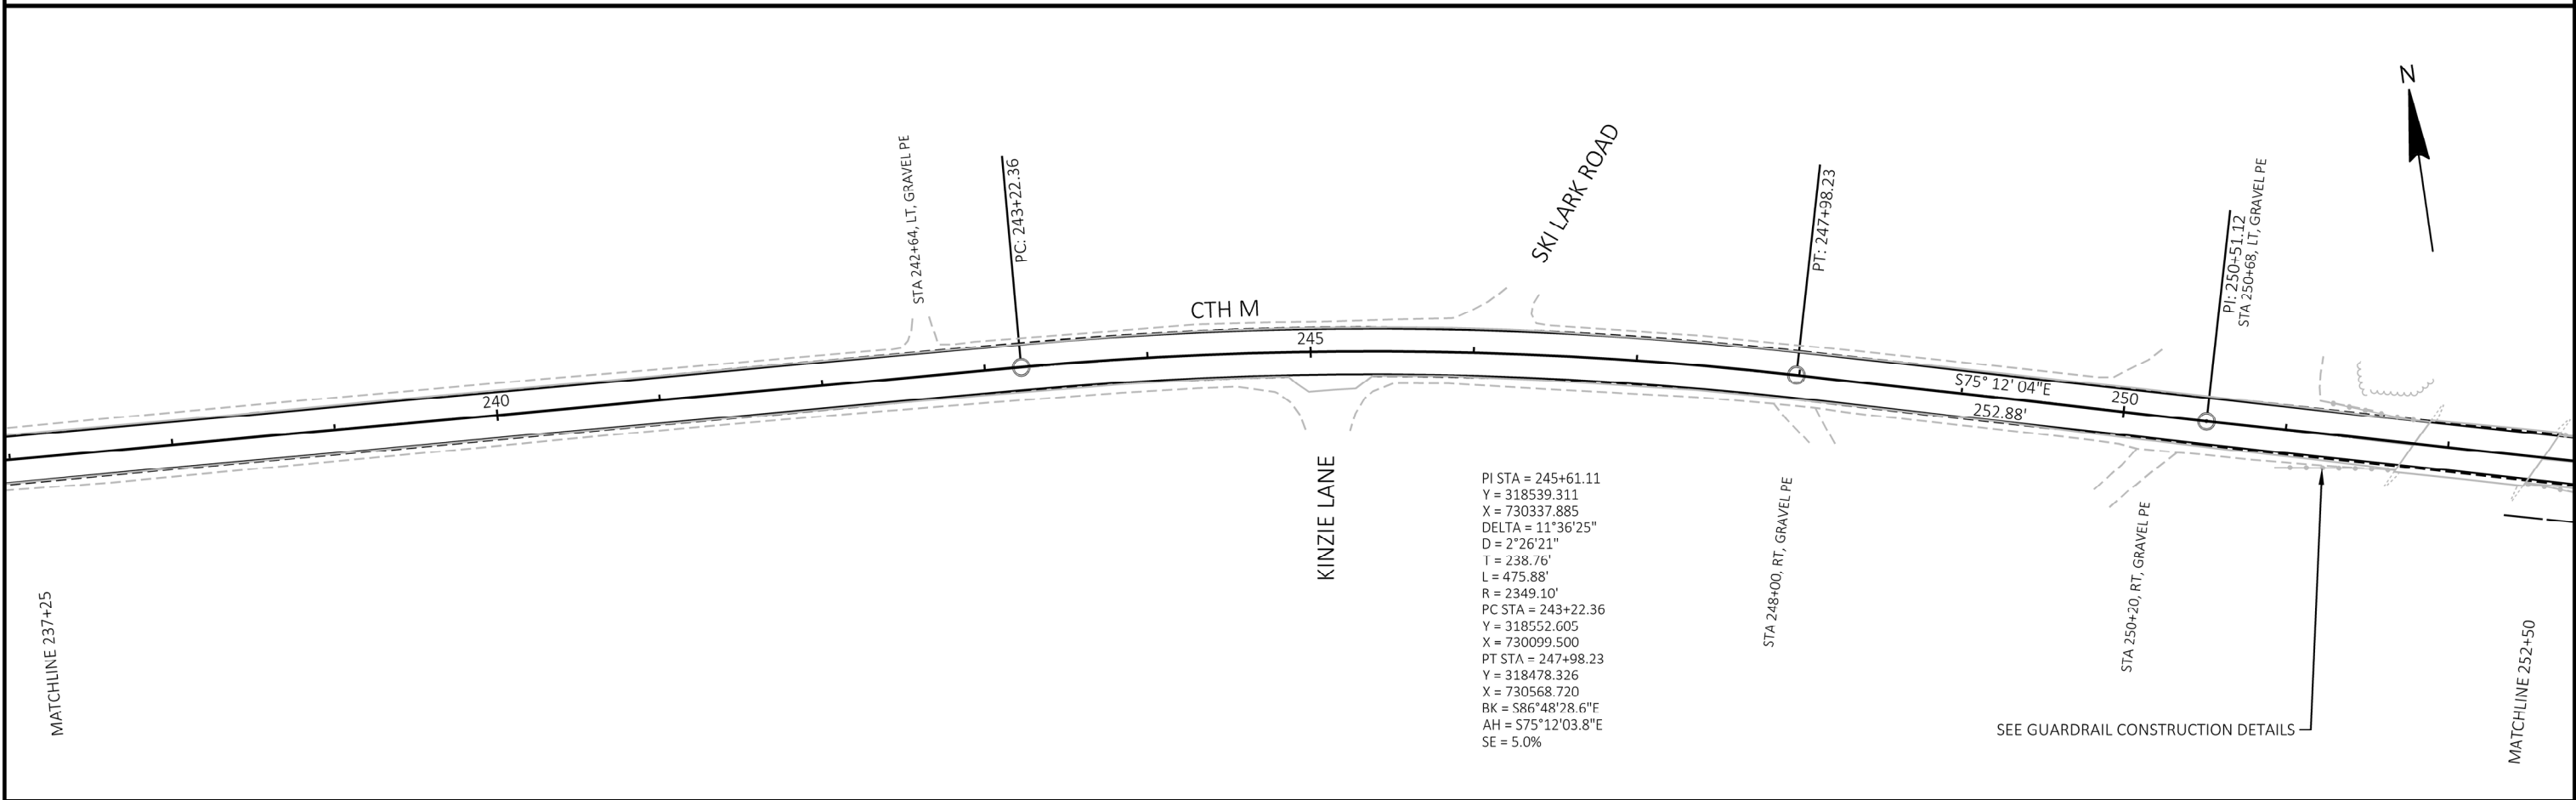 N
STA 242+64, LT, GRAVEL PE
PC: 243+22.36
SKI LARK ROAD
PT: 247+98.23
PI: 250+51.12
STA 250+68, LT, GRAVEL PE
CTH M
245
240
S75° 12' 04"E
250
252.88'
KINZIE LANE
PI STA = 245+61.11
Y = 318539.311
X = 730337.885
DELTA = 11°36'25"
D = 2°26'21"
T = 238.76'
L = 475.88'
R = 2349.10'
PC STA = 243+22.36
Y = 318552.605
X = 730099.500
PT STA = 247+98.23
Y = 318478.326
X = 730568.720
BK = S86°48'28.6"E
AH = S75°12'03.8"E
SE = 5.0%
STA 248+00, RT, GRAVEL PE
STA 250+20, RT, GRAVEL PE
MATCHLINE 237+25
SEE GUARDRAIL CONSTRUCTION DETAILS
MATCHLINE 252+50